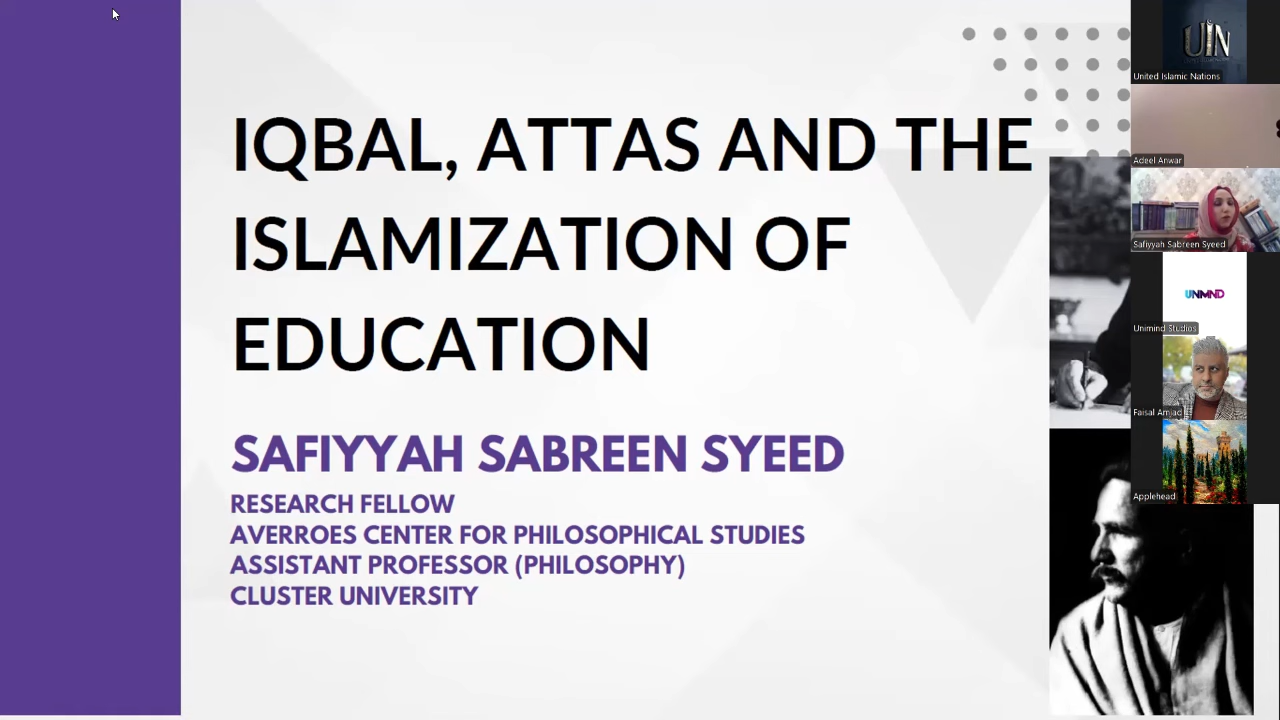 IQBAL, ATTAS AND THE
ISLAMIZATION OF
EDUCATION
SAFIYYAH SABREEN SYEED
RESEARCH FELLOW
AVERROES CENTER FOR PHILOSOPHICAL STUDIES
ASSISTANT PROFESSOR (PHILOSOPHY)
CLUSTER UNIVERSITY
UIN
United Islamic Nations
Adeel Anwar
Safiyyah Sabreen Syeed
UNMND
Unimind Studios
Faisal Amjad
Applehead